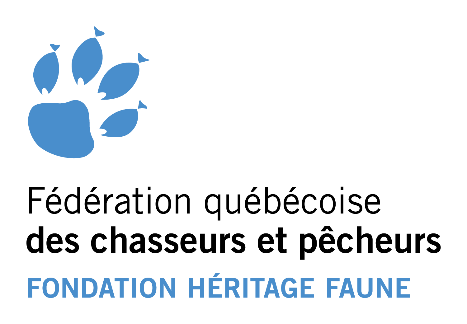 Fédération québécoise
des chasseurs et pêcheurs
FONDATION HÉRITAGE FAUNE